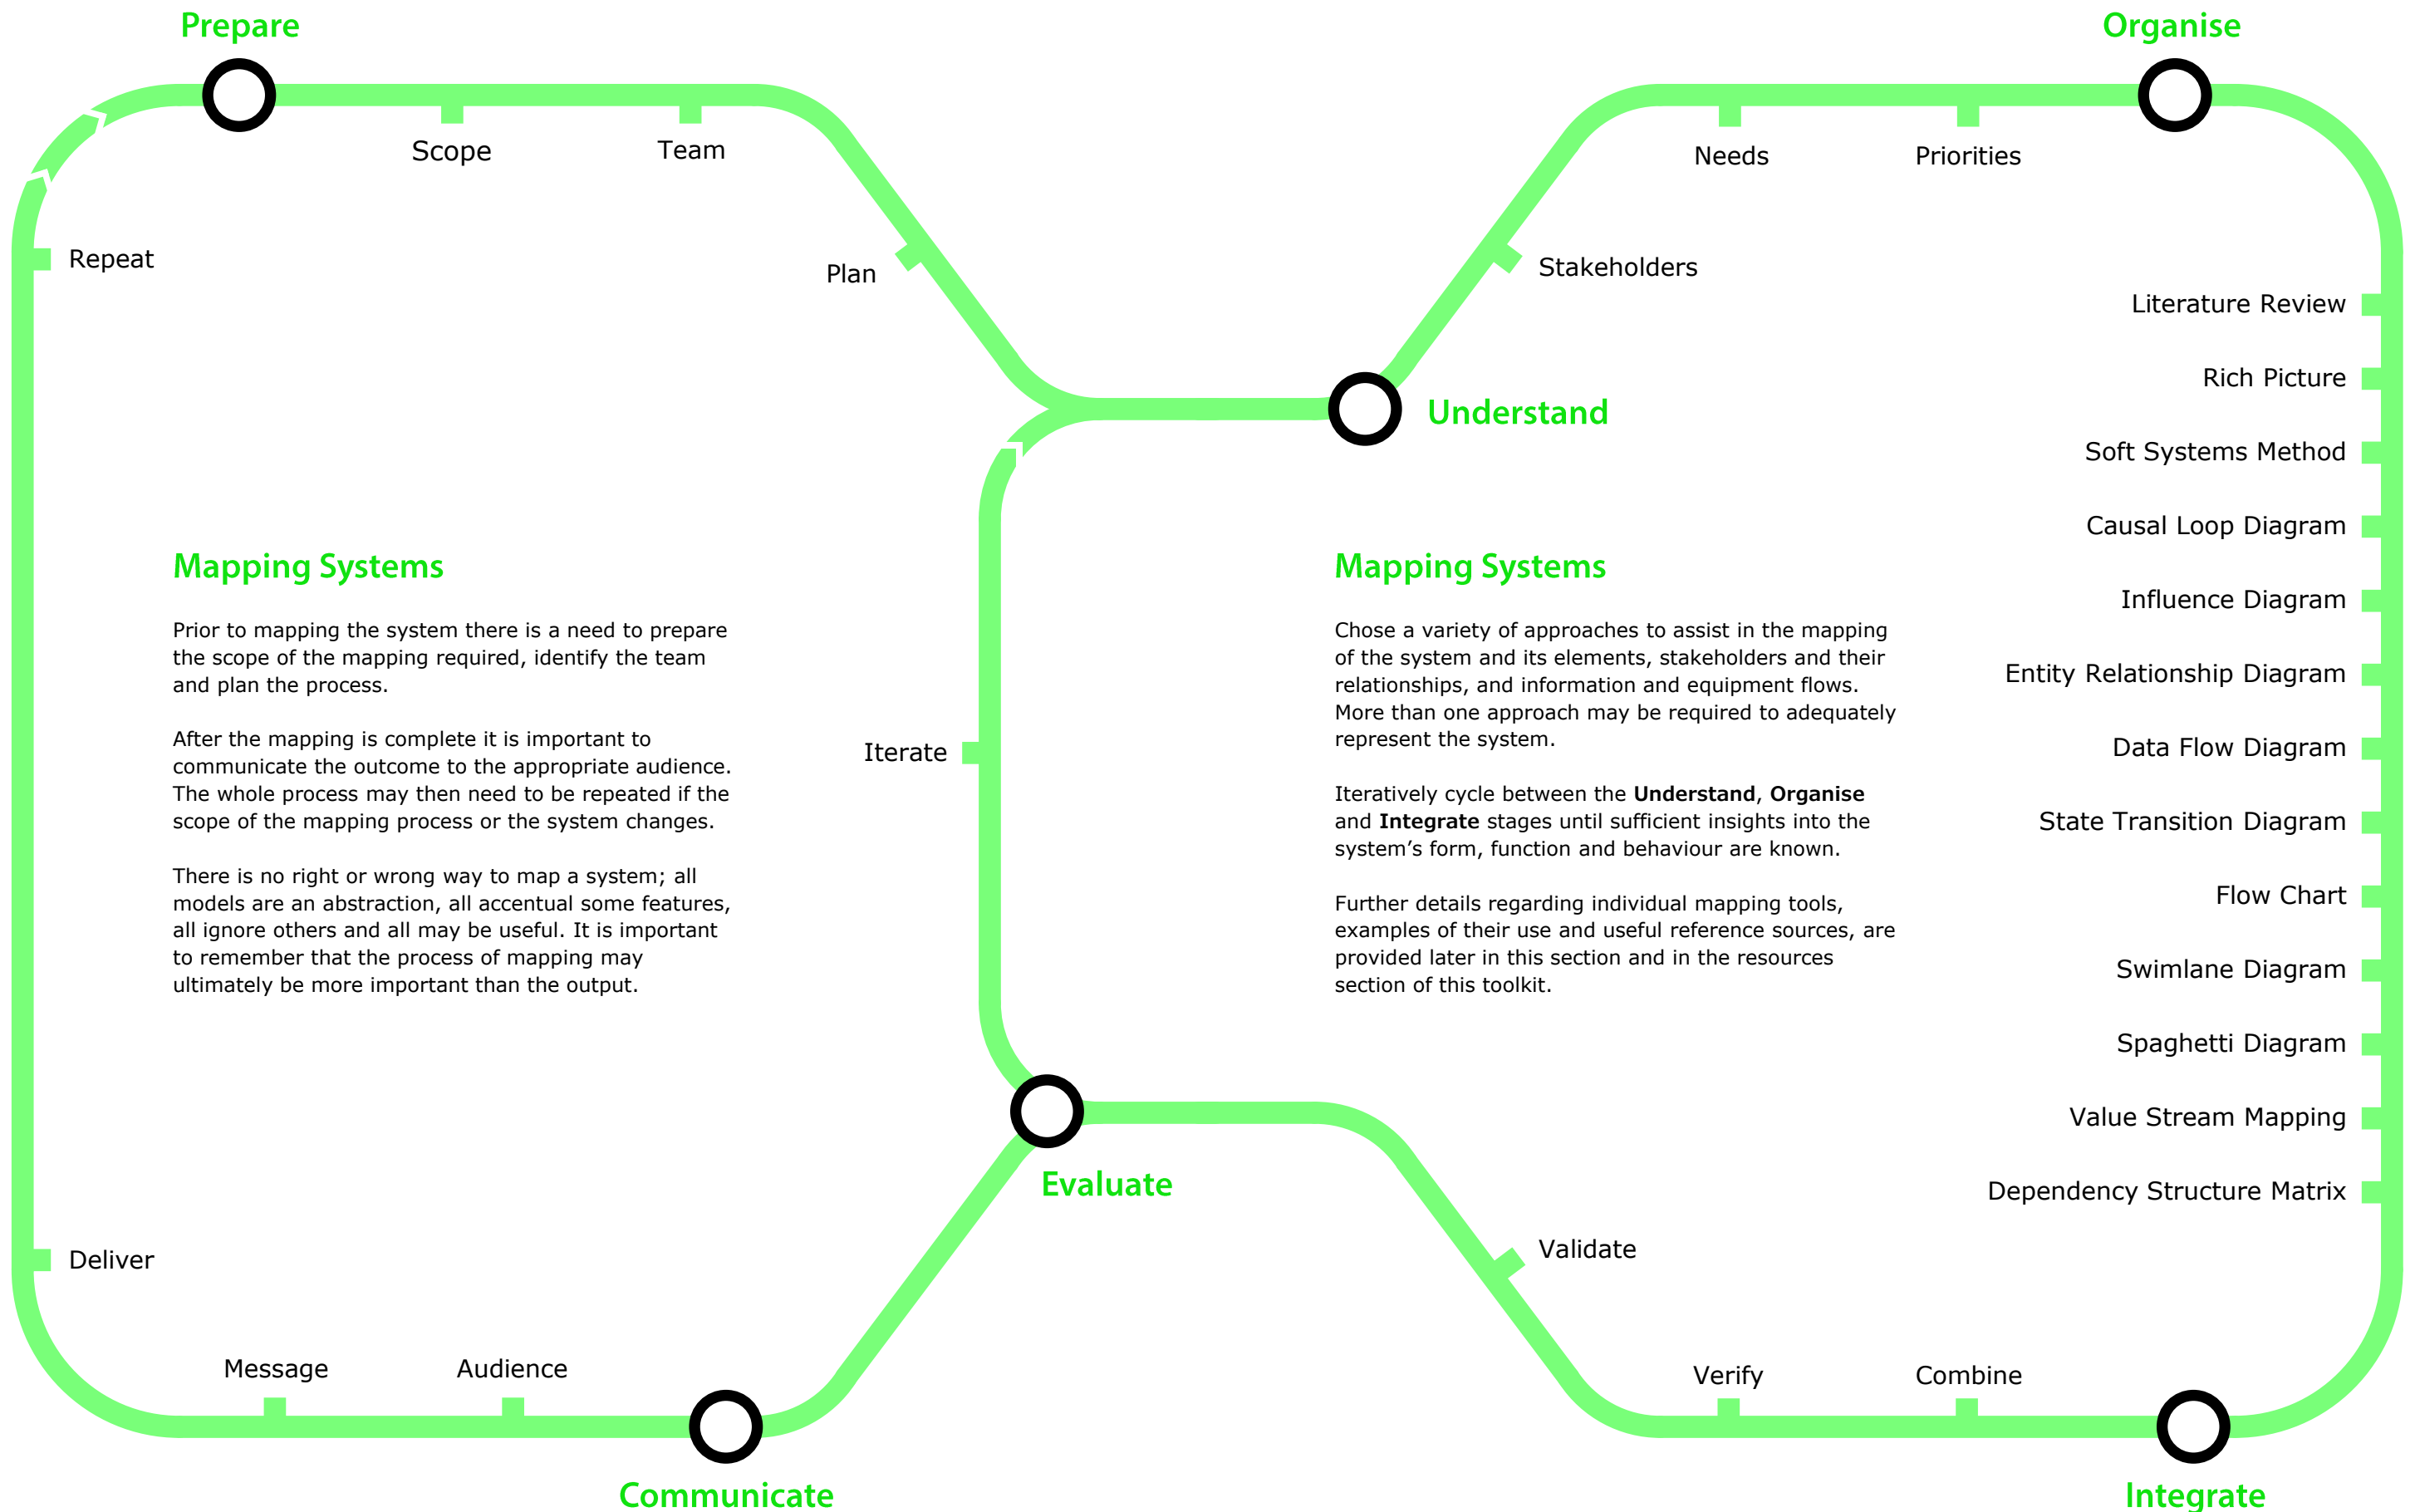 Prepare
Organise
Scope
Team
Needs
Priorities
Repeat
Plan
Stakeholders
Understand
Literature Review
Rich Picture
Soft Systems Method
Causal Loop Diagram
Influence Diagram
Entity Relationship Diagram
Data Flow Diagram
State Transition Diagram
Flow Chart
Swimlane Diagram
Spaghetti Diagram
Value Stream Mapping
Dependency Structure Matrix
Mapping Systems
Prior to mapping the system there is a need to prepare
the scope of the mapping required, identify the team
and plan the process.
After the mapping is complete it is important to
communicate the outcome to the appropriate audience.
The whole process may then need to be repeated if the
scope of the mapping process or the system changes.
There is no right or wrong way to map a system; all
models are an abstraction, all accentual some features,
all ignore others and all may be useful. It is important
to remember that the process of mapping may
ultimately be more important than the output.
Iterate
Mapping Systems
Chose a variety of approaches to assist in the mapping
of the system and its elements, stakeholders and their
relationships, and information and equipment flows.
More than one approach may be required to adequately
represent the system.
Iteratively cycle between the Understand, Organise
and Integrate stages until sufficient insights into the
system’s form, function and behaviour are known.
Further details regarding individual mapping tools,
examples of their use and useful reference sources, are
provided later in this section and in the resources
section of this toolkit.
Evaluate
Deliver
Validate
Message
Audience
Verify
Combine
Communicate
Integrate